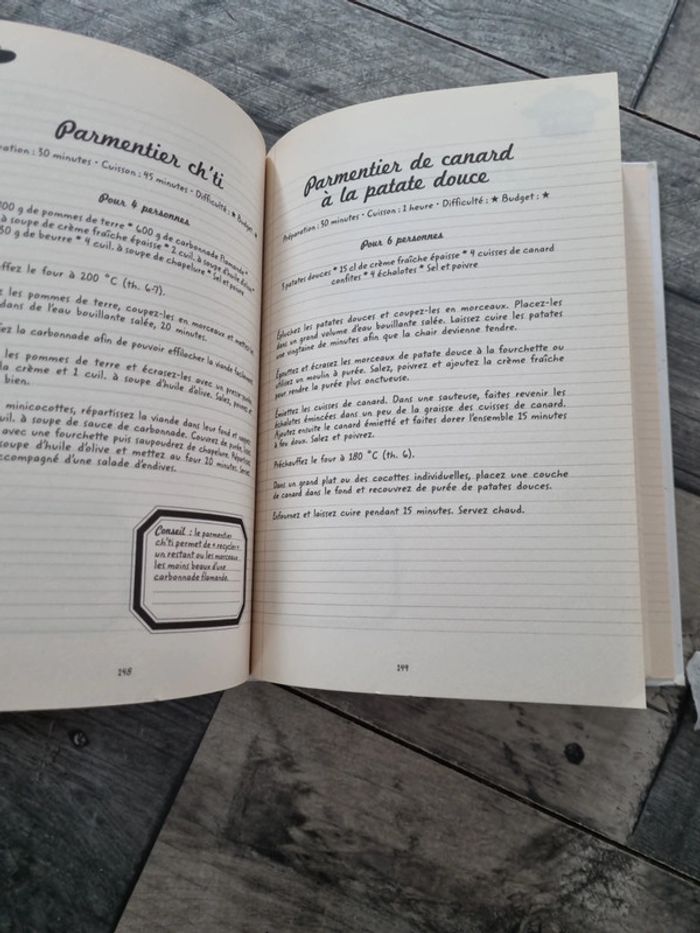 Parmentier ch'ti
30 minutes • Cuisson : 45 minutes • Difficulté : ★ Budget : ★
Pour 4 personnes
g de pommes de terre * 600 g de carbonnade flamande*
à soupe de crème fraîche épaisse * 2 cuil. à soupe d'huile d'olive*
g de beurre * 4 cuil. à soupe de chapelure * Sel et poivre
le four à 200 °C (th. 6-7).
les pommes de terre, coupez-les en morceaux et
dans de l'eau bouillante salée, 20 minutes.
la carbonnade afin de pouvoir effilocher la viande facilement.
les pommes de terre et écrasez-les avec un
la crème et 1 cuil. à soupe d'huile d'olive. Salez, poivrez et
bien.
minicocottes, répartissez la viande dans leur fond et
à soupe de sauce de carbonnade. Couvrez de purée,
avec une fourchette puis saupoudrez de chapelure.
soupe d'huile d'olive et mettez au four 20 minutes.
d'une salade d'endives.
Conseil : le parmentier
ch'ti permet de « recycler »
un restant ou les morceaux
les moins beaux d'une
carbonnade flamande.
248
Parmentier de canard
à la patate douce
Préparation : 30 minutes • Cuisson : 1 heure • Difficulté : ★ Budget : ★
Pour 6 personnes
patates douces * 15 cl de crème fraîche épaisse * 4 cuisses de canard
confites * 4 échalotes * Sel et poivre
Épluchez les patates douces et coupez-les en morceaux. Placez-les
dans un grand volume d'eau bouillante salée. Laissez cuire les patates
une vingtaine de minutes afin que la chair devienne tendre.
Égouttez et écrasez les morceaux de patate douce à la fourchette ou
utilisez un moulin à purée. Salez, poivrez et ajoutez la crème fraîche
pour rendre la purée plus onctueuse.
Émiettez les cuisses de canard. Dans une sauteuse, faites revenir les
échalotes émincées dans un peu de la graisse des cuisses de canard.
Ajoutez ensuite le canard émietté et faites dorer l'ensemble 15 minutes
à feu doux. Salez et poivrez.
Préchauffez le four à 180 °C (th. 6).
Dans un grand plat ou des cocottes individuelles, placez une couche
de canard dans le fond et recouvrez de purée de patates douces.
Enfournez et laissez cuire pendant 15 minutes. Servez chaud.
249